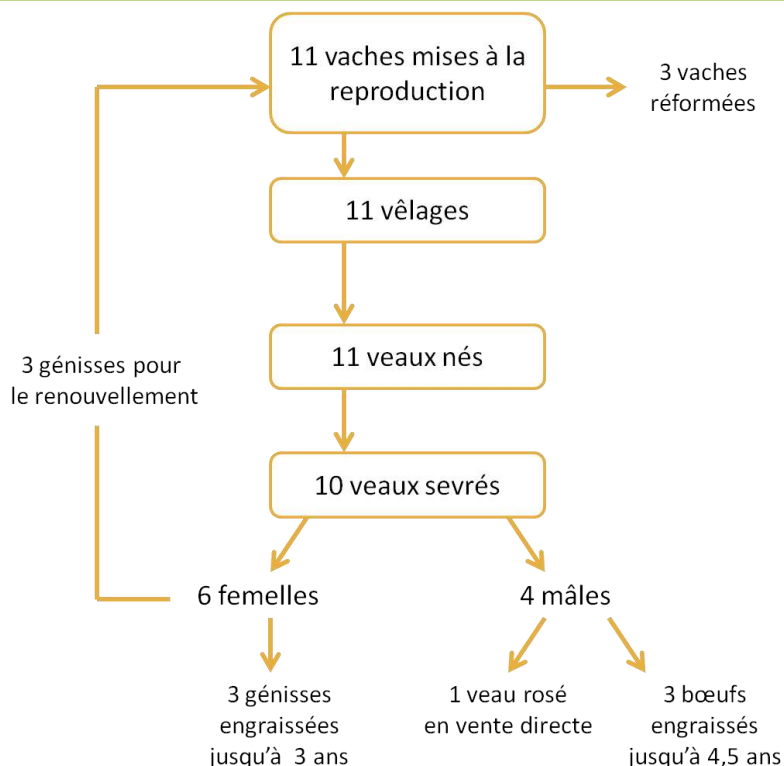 11 vaches mises à la
reproduction
3 vaches
réformées
11 vêlages
11 veaux nés
3 génisses pour
le renouvellement
10 veaux sevrés
6 femelles
4 mâles
3 génisses
engraissées
jusqu'à 3 ans
1 veau rosé
en vente directe
3 bœufs
engraissés
jusqu'à 4,5 ans